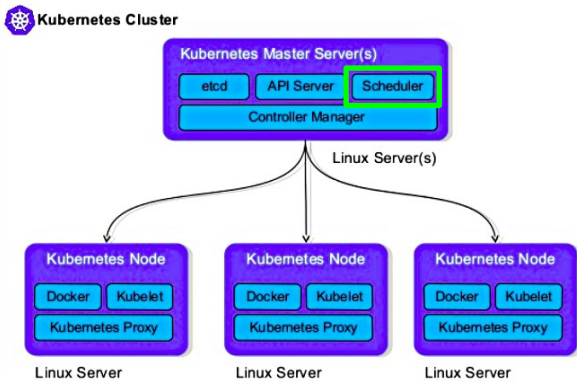 Kubernetes Cluster
Kubernetes Master Server(s)
etcd API Server Scheduler
Controller Manager
Linux Server(s)
Kubernetes Node Kubernetes Node Kubernetes Node
Docker Kubelet Docker Kubelet Docker Kubelet
Kubernetes Proxy Kubernetes Proxy Kubernetes Proxy
Linux Server Linux Server Linux Server